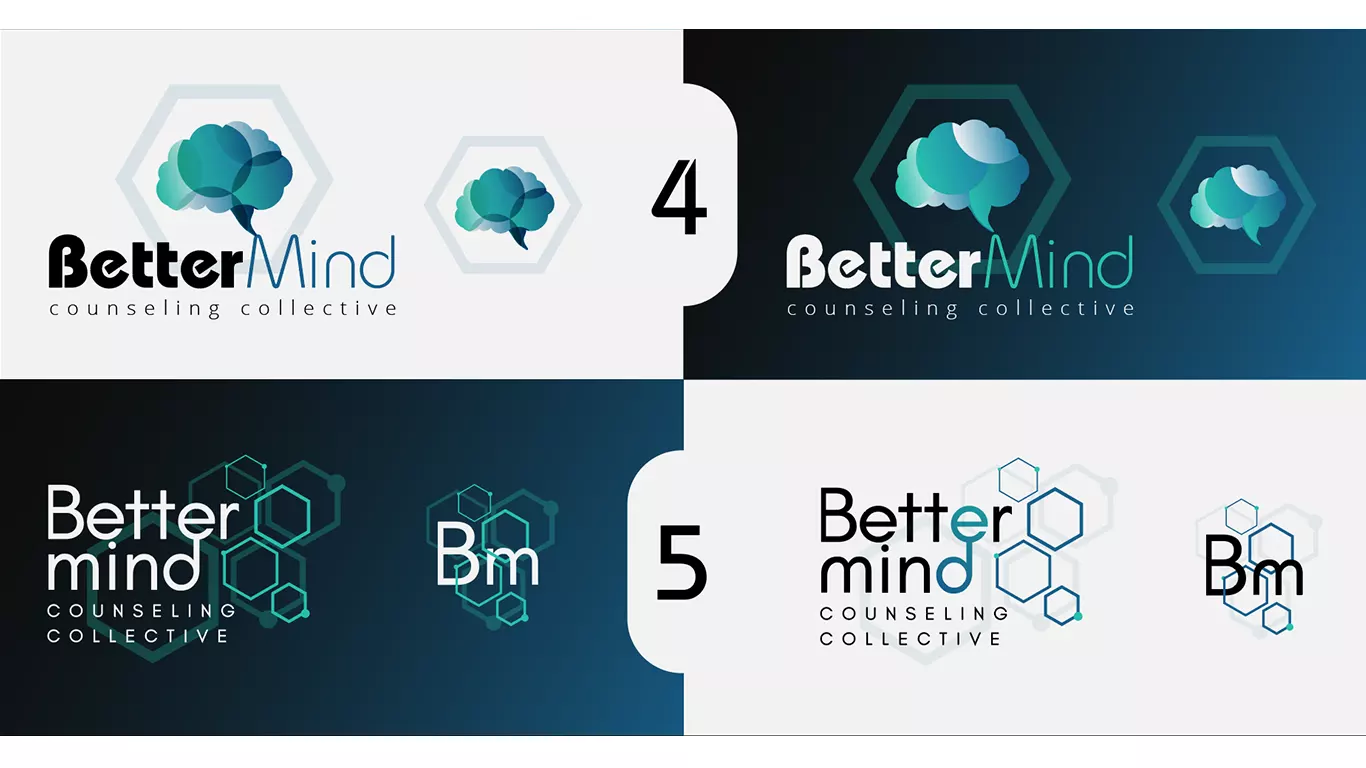 BetterMind
counseling collective
4
BetterMind
counseling collective
Better
mind
COUNSELING
COLLECTIVE
Bm
5
Better
mind
COUNSELING
COLLECTIVE
Bm